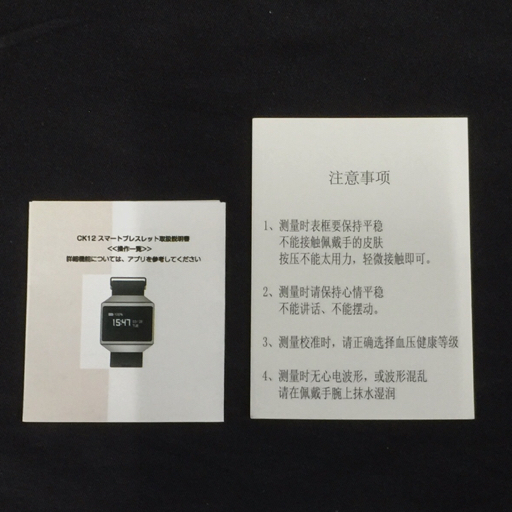 CK12 スマートブレスレット取扱説明書
<<操作一覧>>
詳細機能については、アプリを参考してください
100%
15:47
注意事项
1、测量时表框要保持平稳
不能接触佩戴手的皮肤
按压不能太用力，轻微接触即可。
2、测量时请保持心情平稳
不能讲话、不能摆动。
3、测量校准时，请正确选择血压健康等级
4、测量时无心电波形，或波形混乱
请在佩戴手腕上抹水湿润